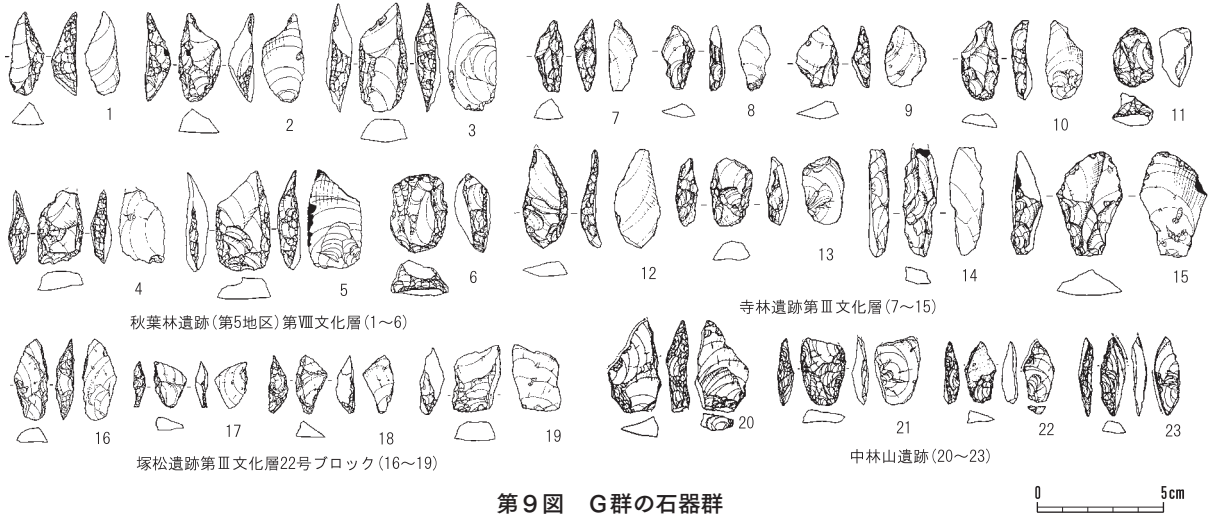 1 2 3 7 8 9 10 11
4 5 6 12 13 14 15
秋葉林遺跡(第5地区)第Ⅷ文化層(1～6)
寺林遺跡第Ⅲ文化層(7～15)
16 17 18 19 20 21 22 23
塚松遺跡第Ⅲ文化層22号ブロック(16～19)
中林山遺跡(20～23)
第9図 G群の石器群
0 5cm